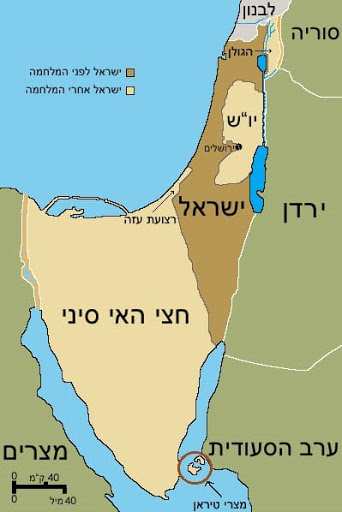 לבנון
סוריה
הגולן
ישראל לפני המלחמה
ישראל אחרי המלחמה
יו"ש
ירושלים
רצועת עזה
ישראל
ירדן
חצי האי סיני
מצרים
ערב הסעודית
0 ק"מ 40
0 מיל 40
מצרי טיראן